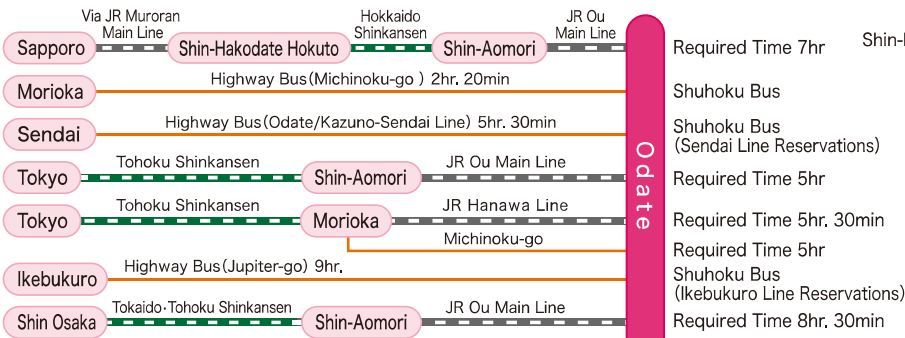 Via JR Muroran
Main Line
Hokkaido
Shinkansen
JR Ou
Main Line
Sapporo
Shin-Hakodate Hokuto
Shin-Aomori
Required Time 7hr
Shin-
Morioka
Highway Bus(Michinoku-go ) 2hr. 20min
Shuhoku Bus
Sendai
Highway Bus(Odate/Kazuno-Sendai Line) 5hr. 30min
Shuhoku Bus
(Sendai Line Reservations)
Odate
Tokyo
Tohoku Shinkansen
Shin-Aomori
JR Ou Main Line
Required Time 5hr
Tokyo
Tohoku Shinkansen
Morioka
JR Hanawa Line
Required Time 5hr. 30min
Michinoku-go
Required Time 5hr
Ikebukuro
Highway Bus(Jupiter-go) 9hr.
Shuhoku Bus
(Ikebukuro Line Reservations)
Shin Osaka
Tokaido·Tohoku Shinkansen
Shin-Aomori
JR Ou Main Line
Required Time 8hr. 30min